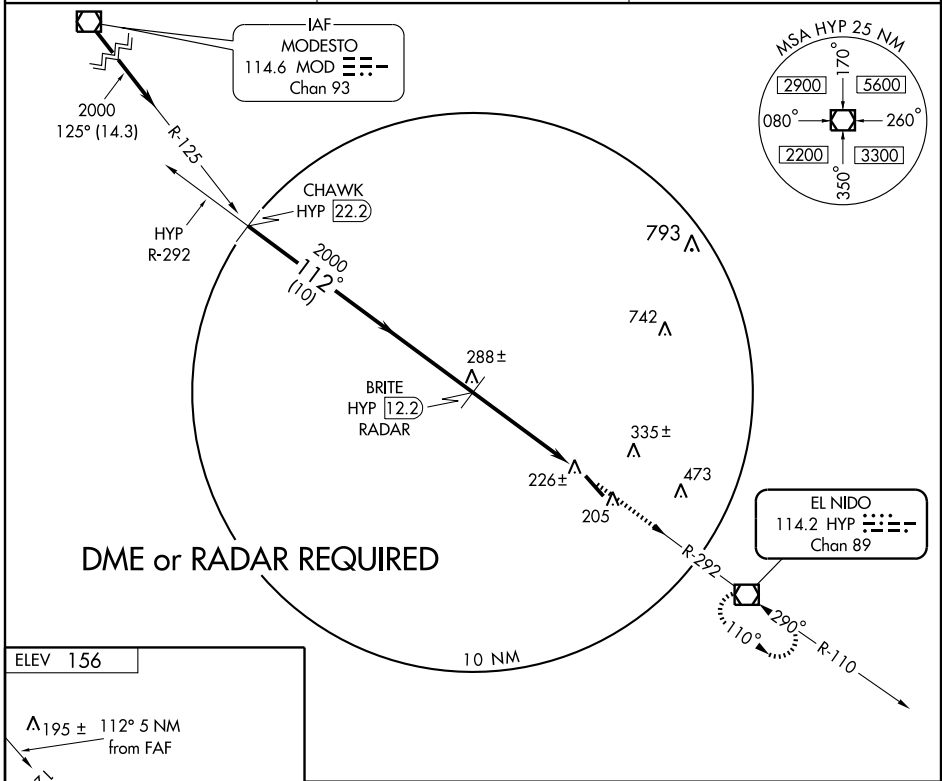 IAF
MODESTO
114.6 MOD
Chan 93
2000
125° (14.3)
R-125
MSA HYP 25 NM
170°
2900
5600
080°
260°
2200
3300
350°
CHAWK
HYP 22.2
HYP
R-292
2000
112°
(10)
793
742
288 ±
BRITE
HYP 12.2
RADAR
335 ±
226±
473
205
EL NIDO
114.2 HYP
Chan 89
DME or RADAR REQUIRED
R-292
290°
110°
R-110
10 NM
ELEV 156
195 ±
112° 5 NM
from FAF